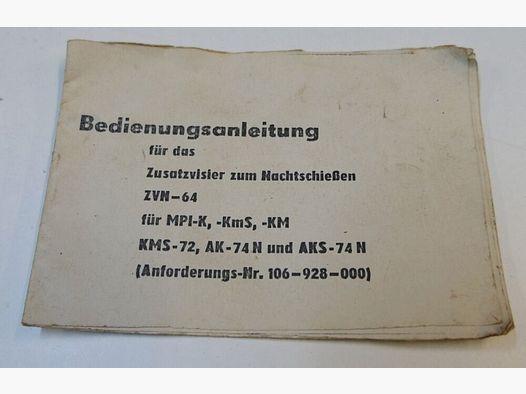 Bedienungsanleitung
für das
Zusatzvisier zum Nachtschießen
ZVN-64
für MPI-K, -KmS, -KM
KMS-72, AK-74 N und AKS-74 N
(Anforderungs-Nr. 106-928-000)